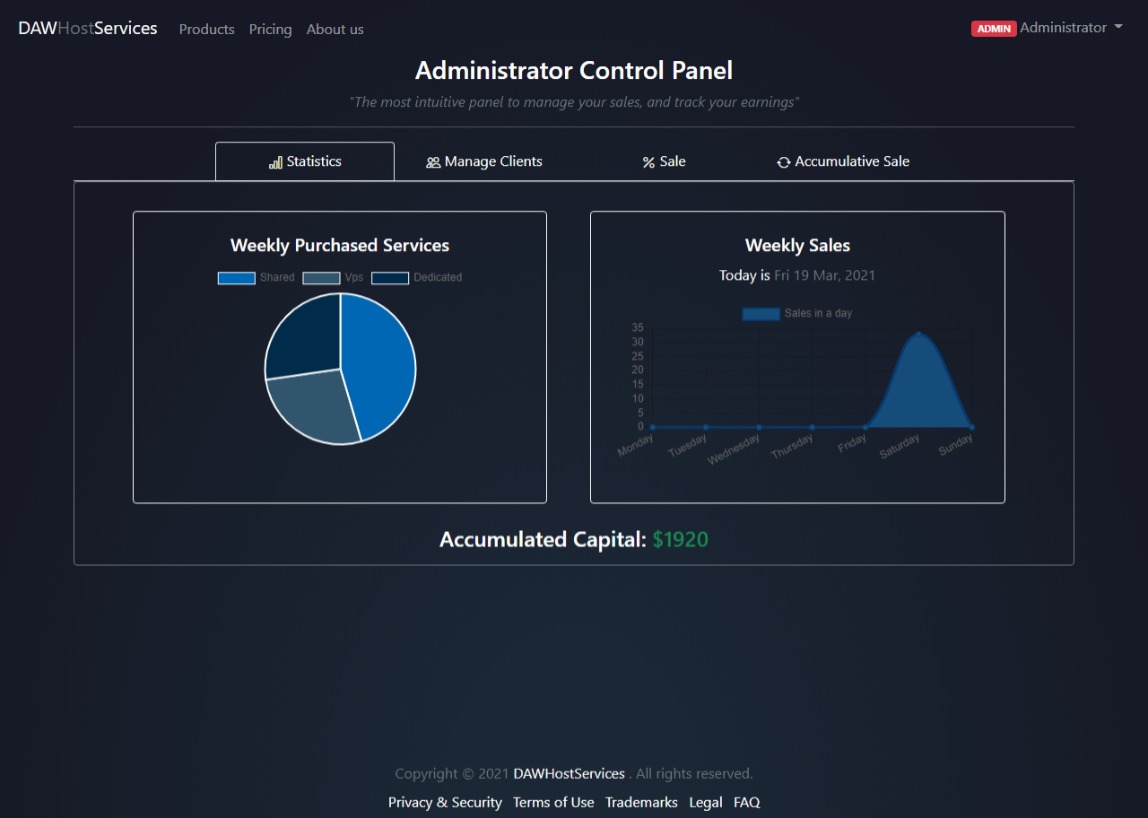 DAWHostServices Products Pricing About us ADMIN Administrator
Administrator Control Panel
"The most intuitive panel to manage your sales, and track your earnings"
Statistics Manage Clients % Sale Accumulative Sale
Weekly Purchased Services
Shared Vps Dedicated
Weekly Sales
Today is Fri 19 Mar, 2021
Sales in a day
35
30
25
20
15
10
5
0
Monday Tuesday Wednesday Thursday Friday Saturday Sunday
Accumulated Capital: $1920
Copyright © 2021 DAWHostServices . All rights reserved.
Privacy & Security Terms of Use Trademarks Legal FAQ